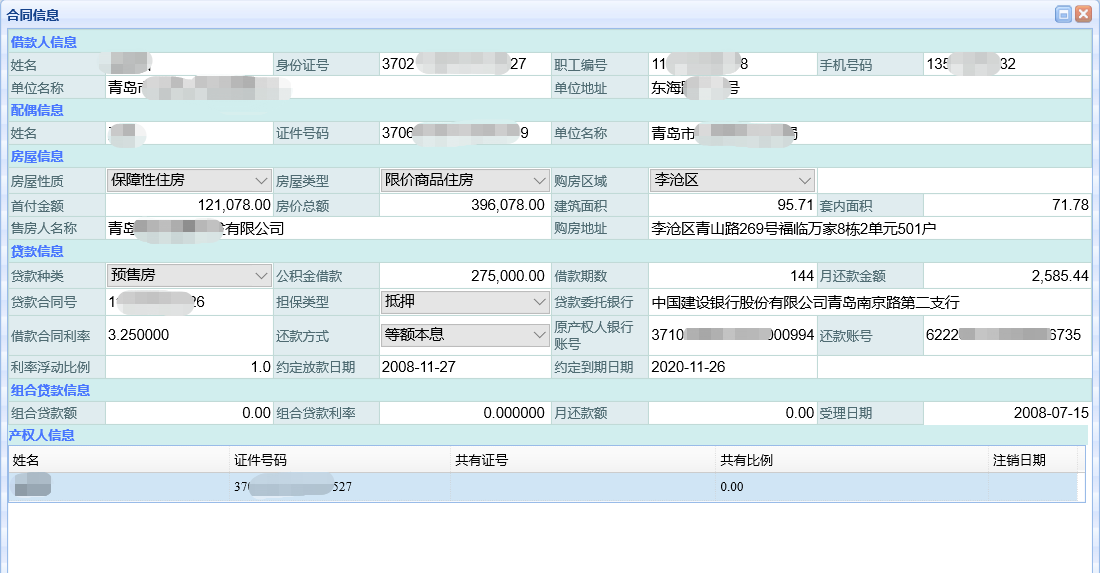 合同信息
借款人信息
姓名 身份证号 3702 27 职工编号 11 8 手机号码 135 32
单位名称 青岛市 单位地址 东海 号
配偶信息
姓名 证件号码 3706 9 单位名称 青岛市 局
房屋信息
房屋性质 保障性住房 房屋类型 限价商品住房 购房区域 李沧区
首付金额 121,078.00 房价总额 396,078.00 建筑面积 95.71 套内面积 71.78
售房人名称 青岛 有限公司 购房地址 李沧区青山路269号福临万家8栋2单元501户
贷款信息
贷款种类 预售房 公积金借款 275,000.00 借款期数 144 月还款金额 2,585.44
贷款合同号 1 26 担保类型 抵押 贷款委托银行 中国建设银行股份有限公司青岛南京路第二支行
借款合同利率 3.250000 还款方式 等额本息 原产权人银行账号 3710 000994 还款账号 6222 6735
利率浮动比例 1.0 约定放款日期 2008-11-27 约定到期日期 2020-11-26
组合贷款信息
组合贷款额 0.00 组合贷款利率 0.000000 月还款额 0.00 受理日期 2008-07-15
产权人信息
姓名 证件号码 共有证号 共有比例 注销日期
370 527 0.00